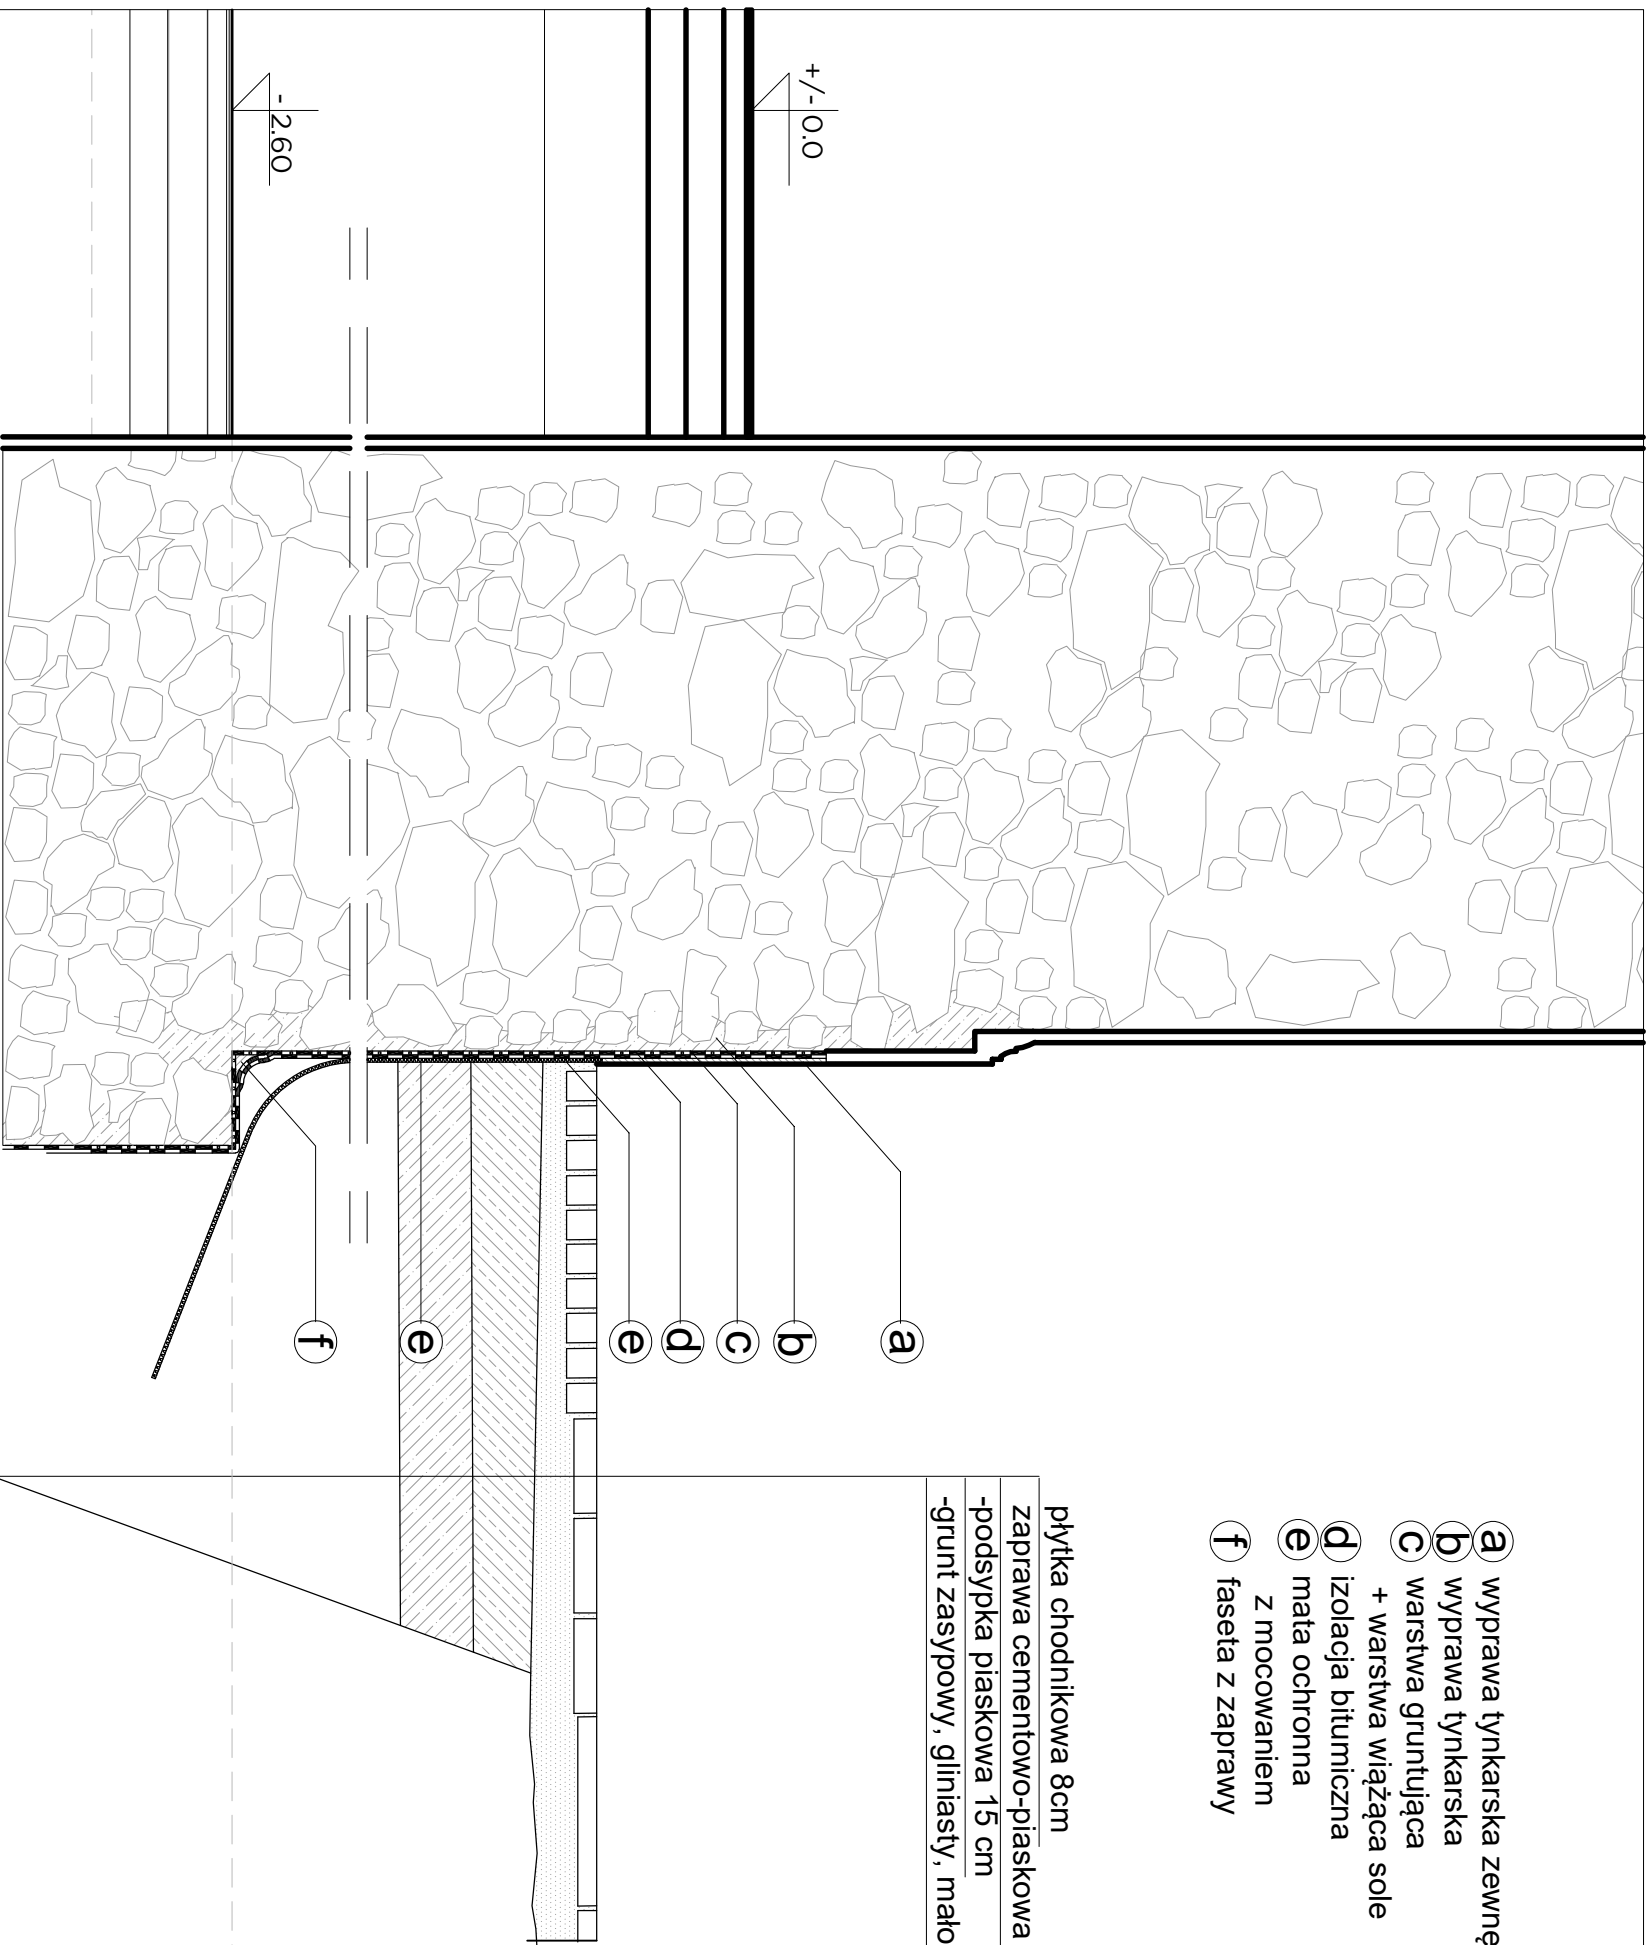 +/-0.0
-2.60
a
b
c
d
e
e
f
a wyprawa tynkarska
b wyprawa tynkarska
c warstwa gruntująca
+ warstwa wiążąca sole
d izolacja bitumiczna
e mata ochronna
z mocowaniem
f faseta z zaprawy
płytka chodnikowa 8cm
zaprawa cementowo-piaskowa
-podsypka piaskowa 15 cm
-grunt zasypowy, gliniasty, mało